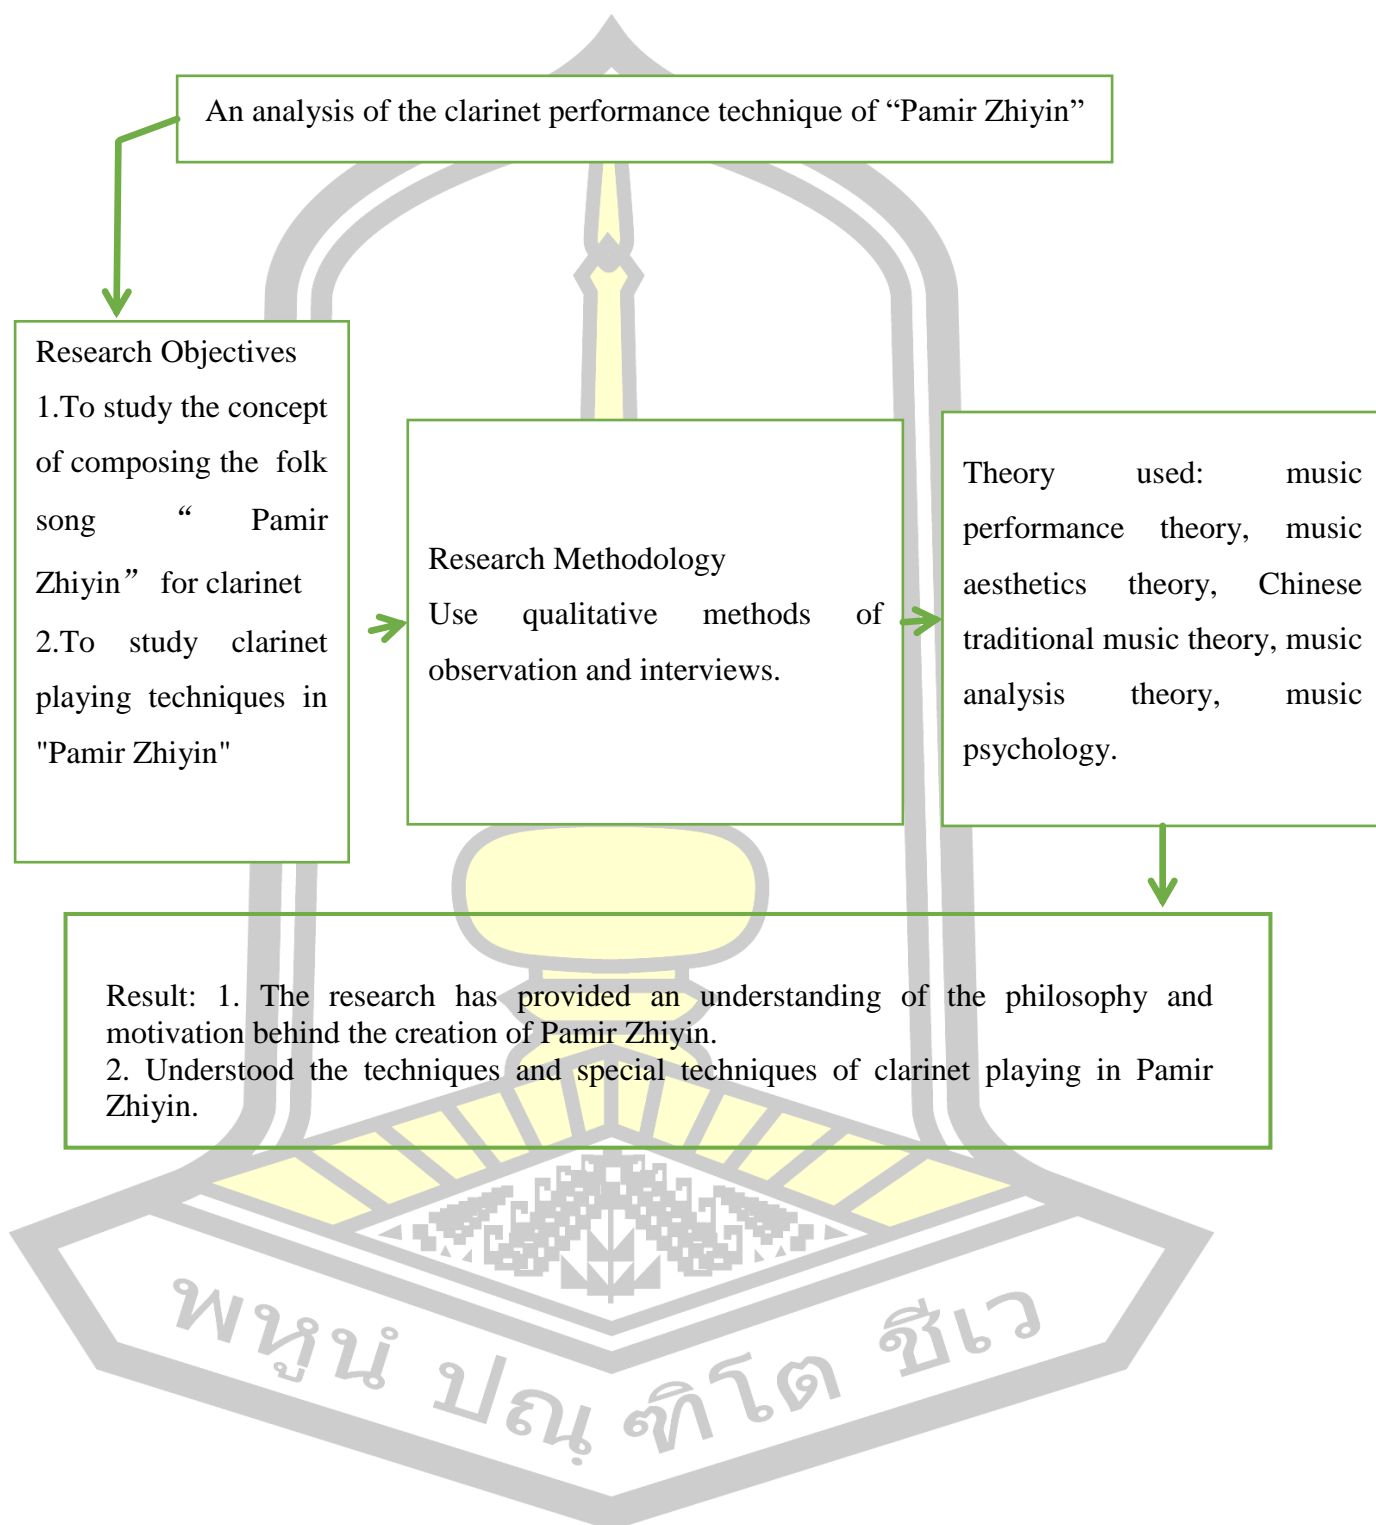 An analysis of the clarinet performance technique of “Pamir Zhiyin”
Research Objectives
1.To study the concept
of composing the folk
song “ Pamir
Zhiyin” for clarinet
2.To study clarinet
playing techniques in
"Pamir Zhiyin"
Research Methodology
Use qualitative methods of
observation and interviews.
Theory used: music
performance theory, music
aesthetics theory, Chinese
traditional music theory, music
analysis theory, music
psychology.
Result: 1. The research has provided an understanding of the philosophy and
motivation behind the creation of Pamir Zhiyin.
2. Understood the techniques and special techniques of clarinet playing in Pamir
Zhiyin.
พหูนํ ปณฺฑิโต ชีเว